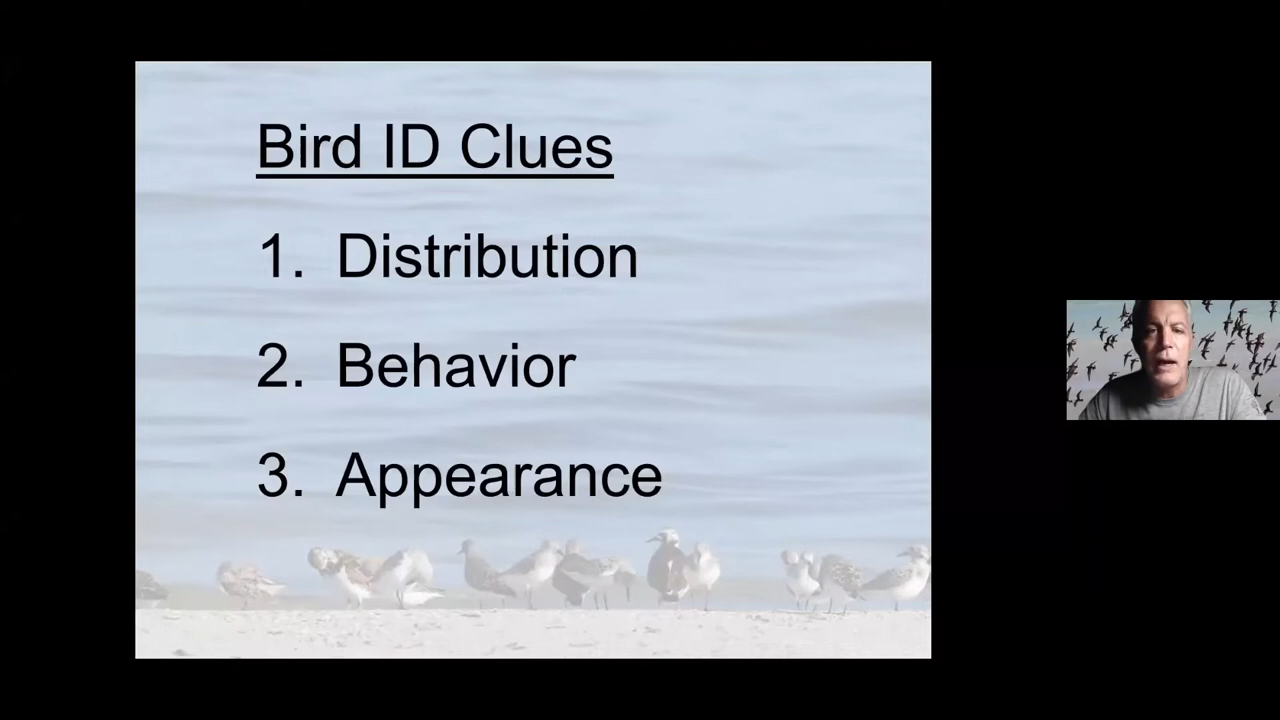 Bird ID Clues
1. Distribution
2. Behavior
3. Appearance